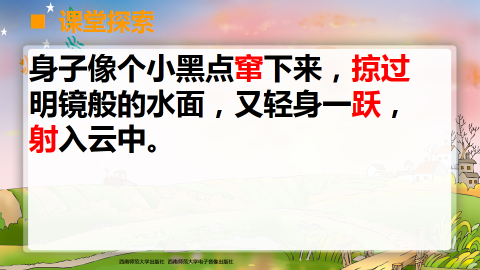 ■ 课堂探索
身子像个小黑点窜下来，掠过
明镜般的水面，又轻身一跃，
射入云中。
西南师范大学出版社 西南师范大学电子音像出版社